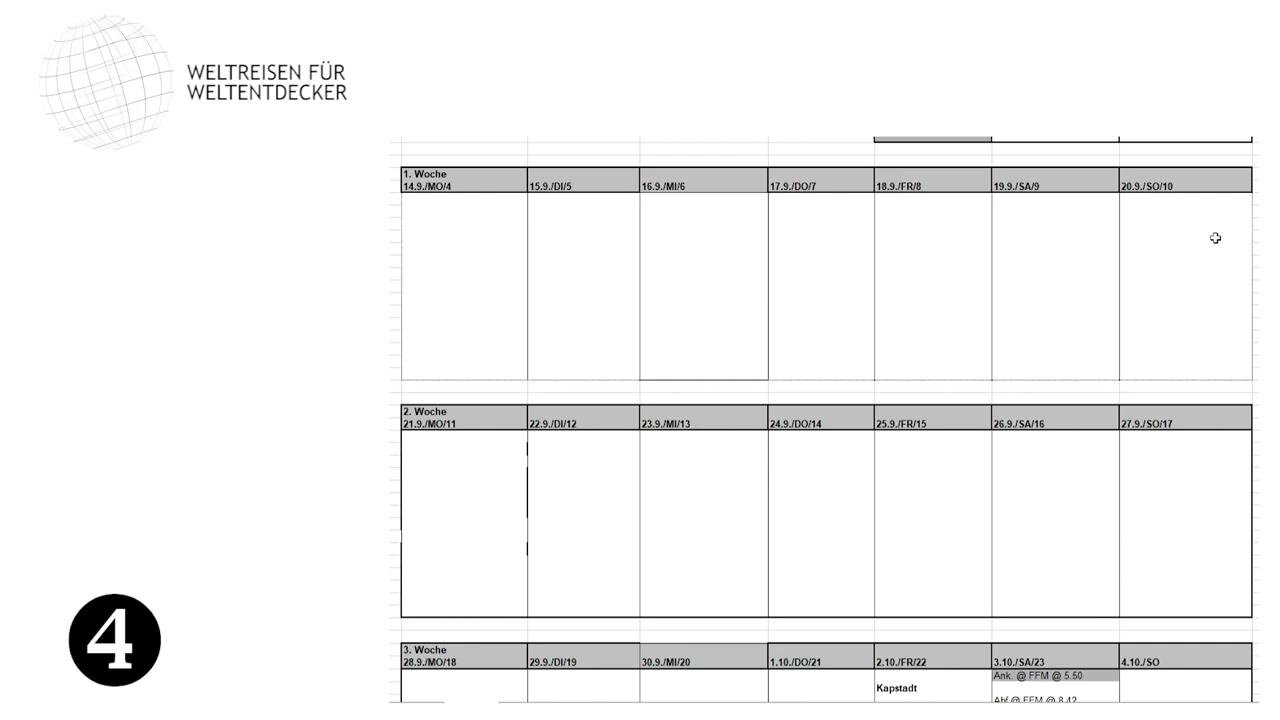 WELTREISEN FÜR
WELTENTDECKER
1. Woche
14.9./MO/4 15.9./DI/5 16.9./MI/6 17.9./DO/7 18.9./FR/8 19.9./SA/9 20.9./SO/10
2. Woche
21.9./MO/11 22.9./DI/12 23.9./MI/13 24.9./DO/14 25.9./FR/15 26.9./SA/16 27.9./SO/17
3. Woche
28.9./MO/18 29.9./DI/19 30.9./MI/20 1.10./DO/21 2.10./FR/22 3.10./SA/23 4.10./SO
Ank. @ FFM @ 5.50
Kapstadt
Abf @ FFM @ 8.42
4